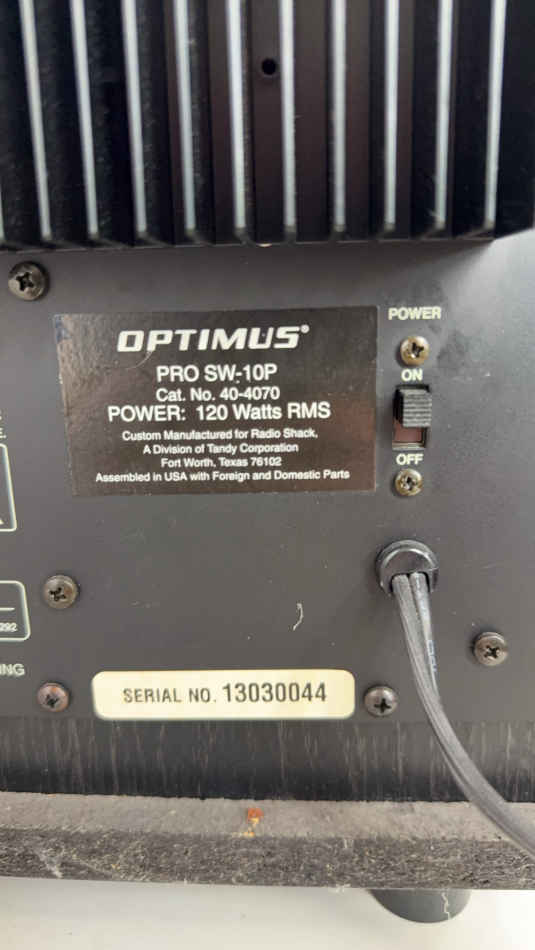 OPTIMUS®
PRO SW-10P
Cat. No. 40-4070
POWER: 120 Watts RMS
Custom Manufactured for Radio Shack,
A Division of Tandy Corporation
Fort Worth, Texas 76102
Assembled in USA with Foreign and Domestic Parts
POWER
ON
OFF
292
ING
SERIAL NO. 13030044